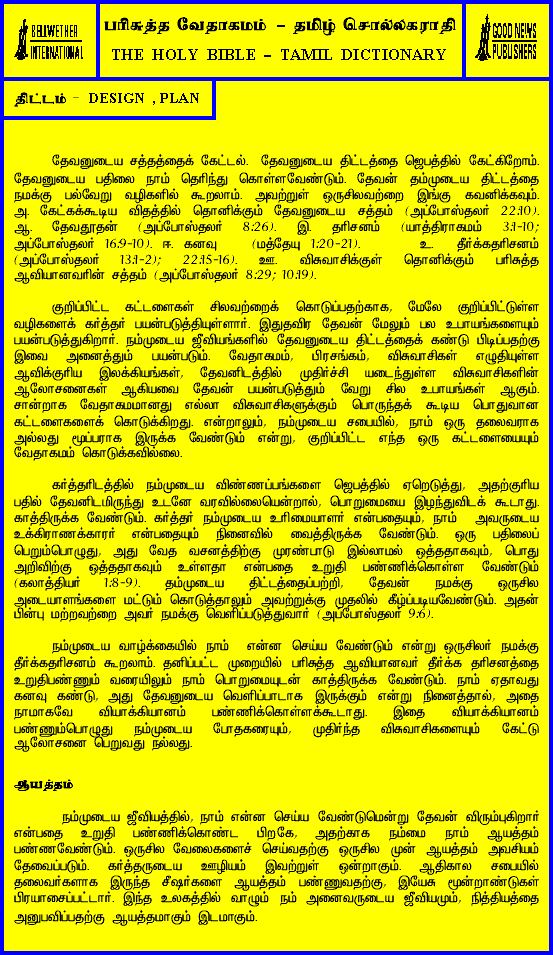 BELLWETHER
INTERNATIONAL
பரிசுத்த வேதாகமம் - தமிழ் சொல்லகராதி
THE HOLY BIBLE - TAMIL DICTIONARY
GOOD NEWS
PUBLISHERS
திட்டம் - DESIGN , PLAN
தேவனுடைய சத்தத்தைக் கேட்டல். தேவனுடைய திட்டத்தை ஜெபத்தில் கேட்கிறோம்.
தேவனுடைய பதிலை நாம் தெரிந்து கொள்ளவேண்டும். தேவன் தம்முடைய திட்டத்தை
நமக்கு பல்வேறு வழிகளில் கூறலாம். அவற்றுள் ஒருசிலவற்றை இங்கு கவனிக்கவும்.
அ. கேட்கக்கூடிய விதத்தில் தொனிக்கும் தேவனுடைய சத்தம் (அப்போஸ்தலர் 22:10).
ஆ. தேவதூதன் (அப்போஸ்தலர் 8:26). இ. தரிசனம் (யாத்திராகமம் 3:1-10;
அப்போஸ்தலர் 16:9-10). ஈ. கனவு (மத்தேயு 1:20-21). உ. தீர்க்கதரிசனம்
(அப்போஸ்தலர் 13:1-2); 22:15-16). ஊ. விசுவாசிக்குள் தொனிக்கும் பரிசுத்த
ஆவியானவரின் சத்தம் (அப்போஸ்தலர் 8:29; 10:19).
குறிப்பிட்ட கட்டளைகள் சிலவற்றைக் கொடுப்பதற்காக, மேலே குறிப்பிட்டுள்ள
வழிகளைக் கர்த்தர் பயன்படுத்தியுள்ளார். இதுதவிர தேவன் மேலும் பல உபாயங்களையும்
பயன்படுத்துகிறார். நம்முடைய ஜீவியங்களில் தேவனுடைய திட்டத்தைக் கண்டு பிடிப்பதற்கு
இவை அனைத்தும் பயன்படும். வேதாகமம், பிரசங்கம், விசுவாசிகள் எழுதியுள்ள
ஆவிக்குரிய இலக்கியங்கள், தேவனிடத்தில் முதிர்ச்சி யடைந்துள்ள விசுவாசிகளின்
ஆலோசனைகள் ஆகியவை தேவன் பயன்படுத்தும் வேறு சில உபாயங்கள் ஆகும்.
சான்றாக வேதாகமமானது எல்லா விசுவாசிகளுக்கும் பொருந்தக் கூடிய பொதுவான
கட்டளைகளைக் கொடுக்கிறது. என்றாலும், நம்முடைய சபையில், நாம் ஒரு தலைவராக
அல்லது மூப்பராக இருக்க வேண்டும் என்று, குறிப்பிட்ட எந்த ஒரு கட்டளையையும்
வேதாகமம் கொடுக்கவில்லை.
கர்த்தரிடத்தில் நம்முடைய விண்ணப்பங்களை ஜெபத்தில் ஏறெடுத்து, அதற்குரிய
பதில் தேவனிடமிருந்து உடனே வரவில்லையென்றால், பொறுமையை இழந்துவிடக் கூடாது.
காத்திருக்க வேண்டும். கர்த்தர் நம்முடைய உரிமையாளர் என்பதையும், நாம் அவருடைய
உக்கிராணக்காரர் என்பதையும் நினைவில் வைத்திருக்க வேண்டும். ஒரு பதிலைப்
பெறும்பொழுது, அது வேத வசனத்திற்கு முரண்பாடு இல்லாமல் ஒத்ததாகவும், பொது
அறிவிற்கு ஒத்ததாகவும் உள்ளதா என்பதை உறுதி பண்ணிக்கொள்ள வேண்டும்
(கலாத்தியர் 1:8-9). தம்முடைய திட்டத்தைப்பற்றி, தேவன் நமக்கு ஒருசில
அடையாளங்களை மட்டும் கொடுத்தாலும் அவற்றுக்கு முதலில் கீழ்ப்படியவேண்டும். அதன்
பின்பு மற்றவற்றை அவர் நமக்கு வெளிப்படுத்துவார் (அப்போஸ்தலர் 9:6).
நம்முடைய வாழ்க்கையில் நாம் என்ன செய்ய வேண்டும் என்று ஒருசிலர் நமக்கு
தீர்க்கதரிசனம் கூறலாம். தனிப்பட்ட முறையில் பரிசுத்த ஆவியானவர் தீர்க்க தரிசனத்தை
உறுதிபண்ணும் வரையிலும் நாம் பொறுமையுடன் காத்திருக்க வேண்டும். நாம் ஏதாவது
கனவு கண்டு, அது தேவனுடைய வெளிப்பாடாக இருக்கும் என்று நினைத்தால், அதை
நாமாகவே வியாக்கியானம் பண்ணிக்கொள்ளக்கூடாது. இதை வியாக்கியானம்
பண்ணும்பொழுது நம்முடைய போதகரையும், முதிர்ந்த விசுவாசிகளையும் கேட்டு
ஆலோசனை பெறுவது நல்லது.
ஆயத்தம்
நம்முடைய ஜீவியத்தில், நாம் என்ன செய்ய வேண்டுமென்று தேவன் விரும்புகிறார்
என்பதை உறுதி பண்ணிக்கொண்ட பிறகே, அதற்காக நம்மை நாம் ஆயத்தம்
பண்ணவேண்டும். ஒருசில வேலைகளைச் செய்வதற்கு ஒருசில முன் ஆயத்தம் அவசியம்
தேவைப்படும். கர்த்தருடைய ஊழியம் இவற்றுள் ஒன்றாகும். ஆதிகால சபையில்
தலைவர்களாக இருந்த சீஷர்களை ஆயத்தம் பண்ணுவதற்கு, இயேசு மூன்றாண்டுகள்
பிரயாசைப்பட்டார். இந்த உலகத்தில் வாழும் நம் அனைவருடைய ஜீவியமும், நித்தியத்தை
அனுபவிப்பதற்கு ஆயத்தமாகும் இடமாகும்.